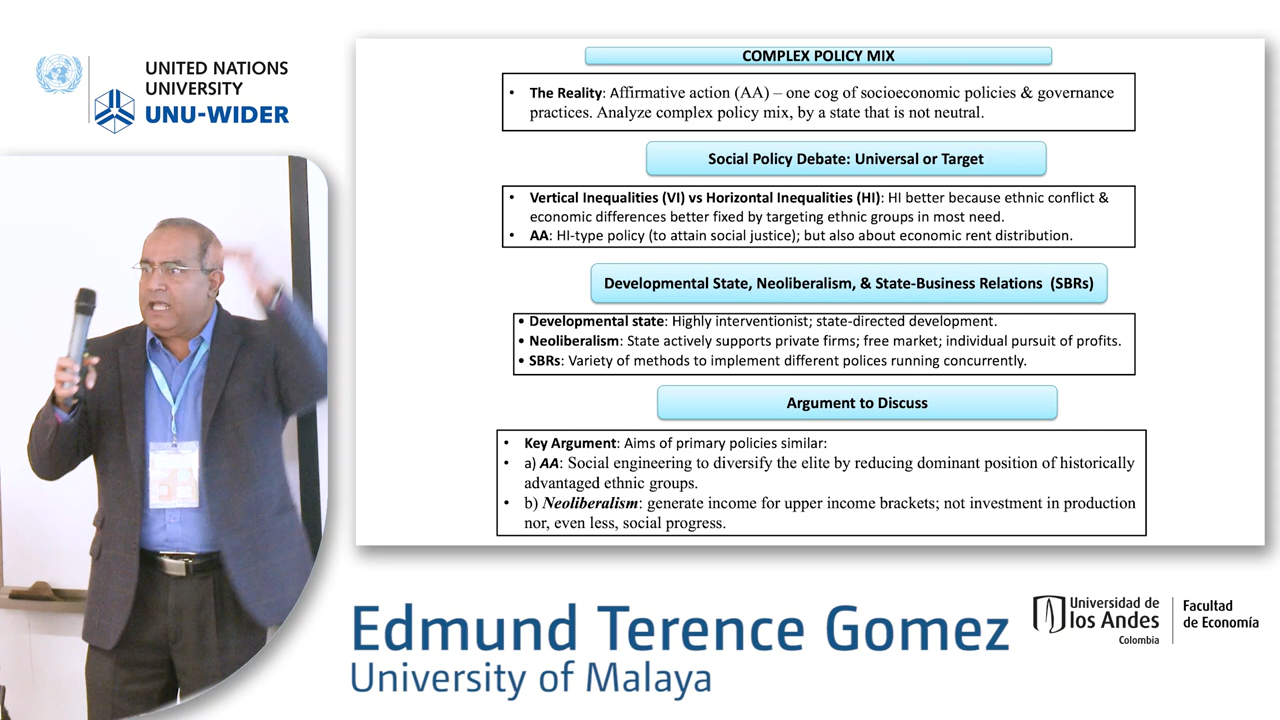 UNITED NATIONS
UNIVERSITY
UNU-WIDER
COMPLEX POLICY MIX
• The Reality: Affirmative action (AA) – one cog of socioeconomic policies & governance
practices. Analyze complex policy mix, by a state that is not neutral.
Social Policy Debate: Universal or Target
• Vertical Inequalities (VI) vs Horizontal Inequalities (HI): HI better because ethnic conflict &
economic differences better fixed by targeting ethnic groups in most need.
• AA: HI-type policy (to attain social justice); but also about economic rent distribution.
Developmental State, Neoliberalism, & State-Business Relations (SBRs)
• Developmental state: Highly interventionist; state-directed development.
• Neoliberalism: State actively supports private firms; free market; individual pursuit of profits.
• SBRs: Variety of methods to implement different polices running concurrently.
Argument to Discuss
• Key Argument: Aims of primary policies similar:
• a) AA: Social engineering to diversify the elite by reducing dominant position of historically
advantaged ethnic groups.
• b) Neoliberalism: generate income for upper income brackets; not investment in production
nor, even less, social progress.
Edmund Terence Gomez
University of Malaya
Universidad de
los Andes
Colombia
Facultad
de Economía